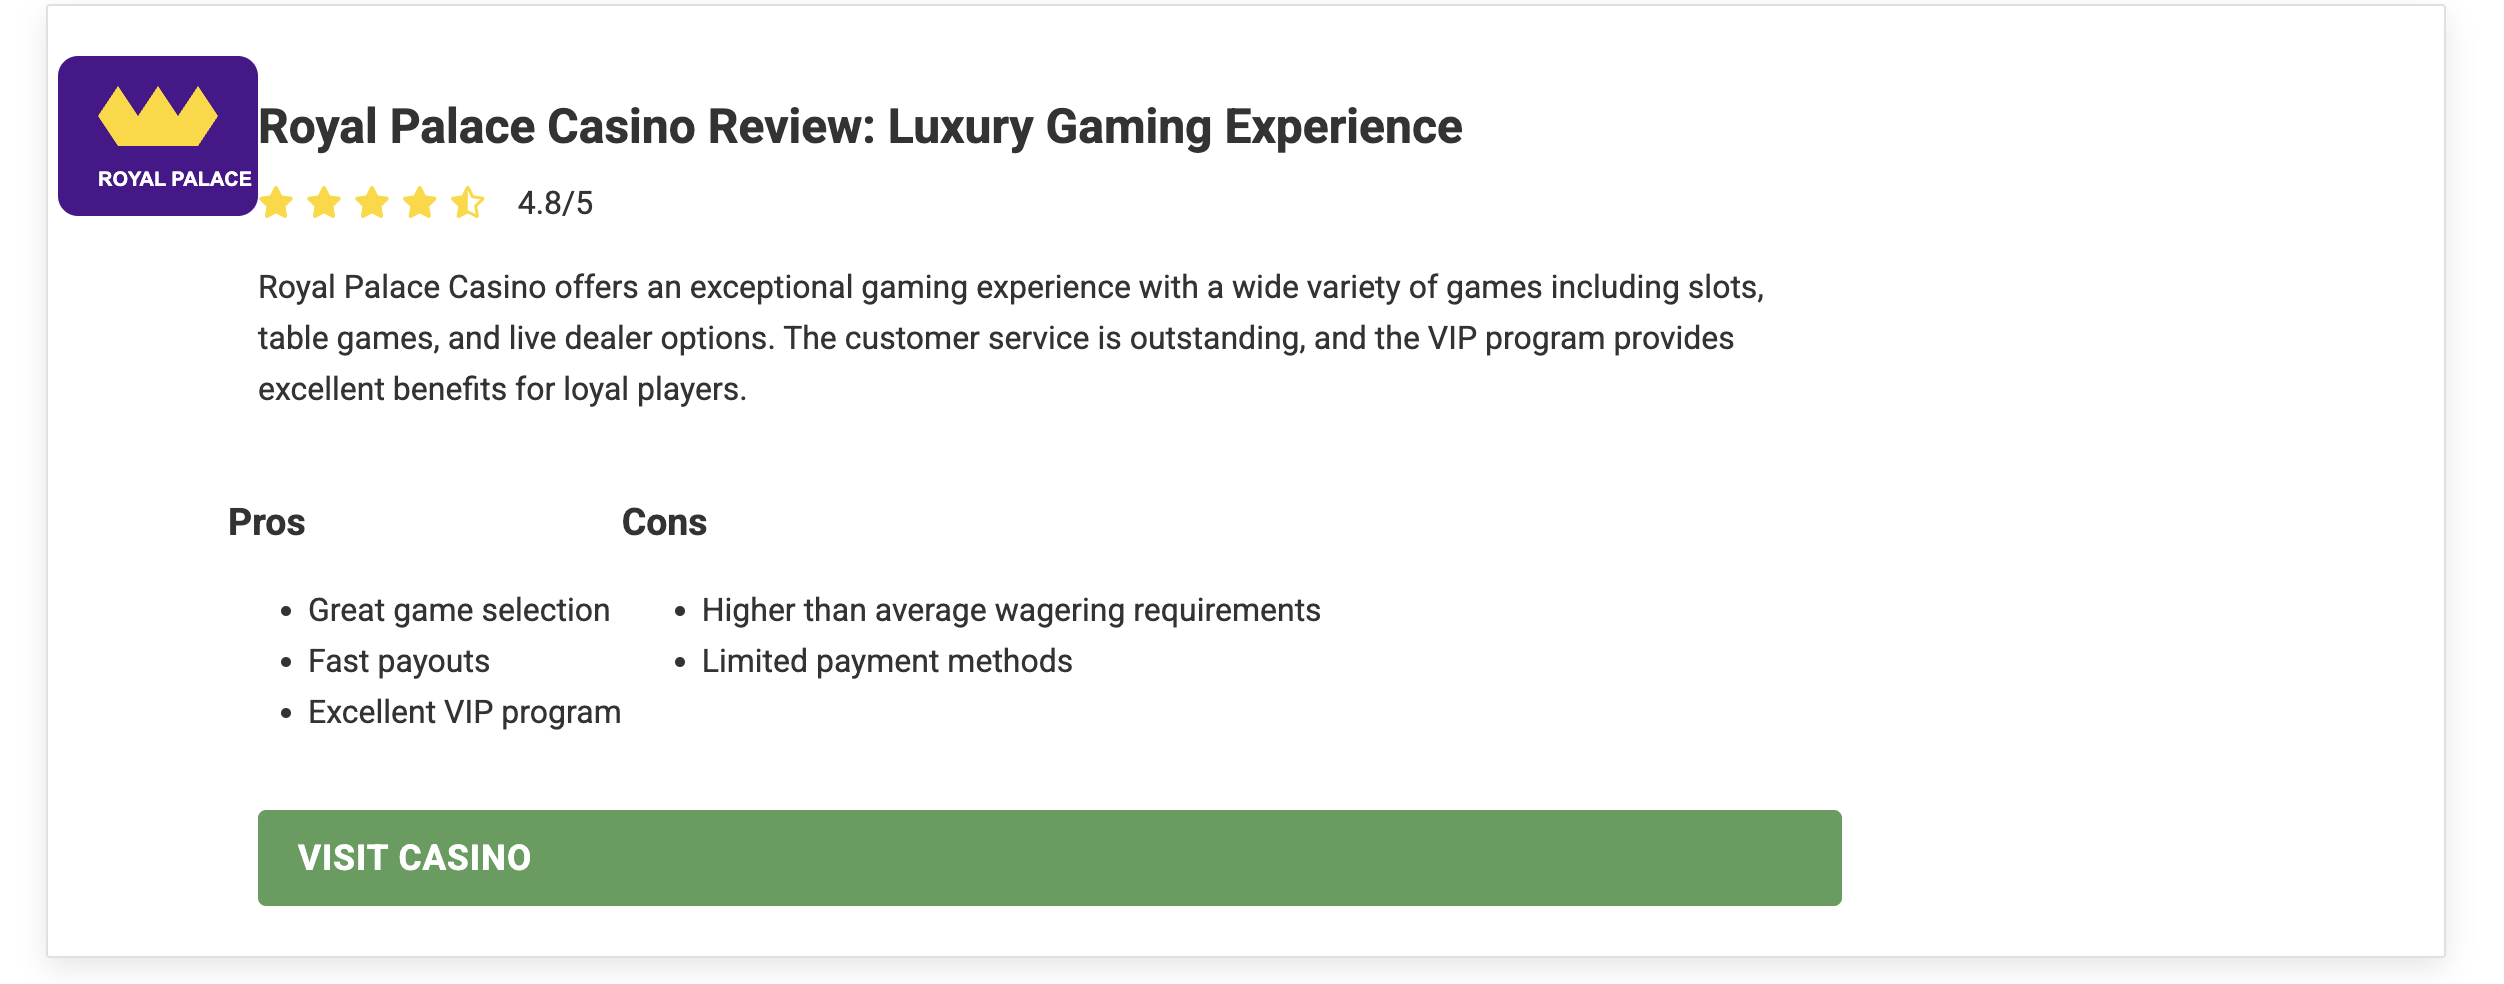 ROYAL PALACE
Royal Palace Casino Review: Luxury Gaming Experience
4.8/5
Royal Palace Casino offers an exceptional gaming experience with a wide variety of games including slots,
table games, and live dealer options. The customer service is outstanding, and the VIP program provides
excellent benefits for loyal players.
Pros
Great game selection
Fast payouts
Excellent VIP program
Cons
Higher than average wagering requirements
Limited payment methods
VISIT CASINO